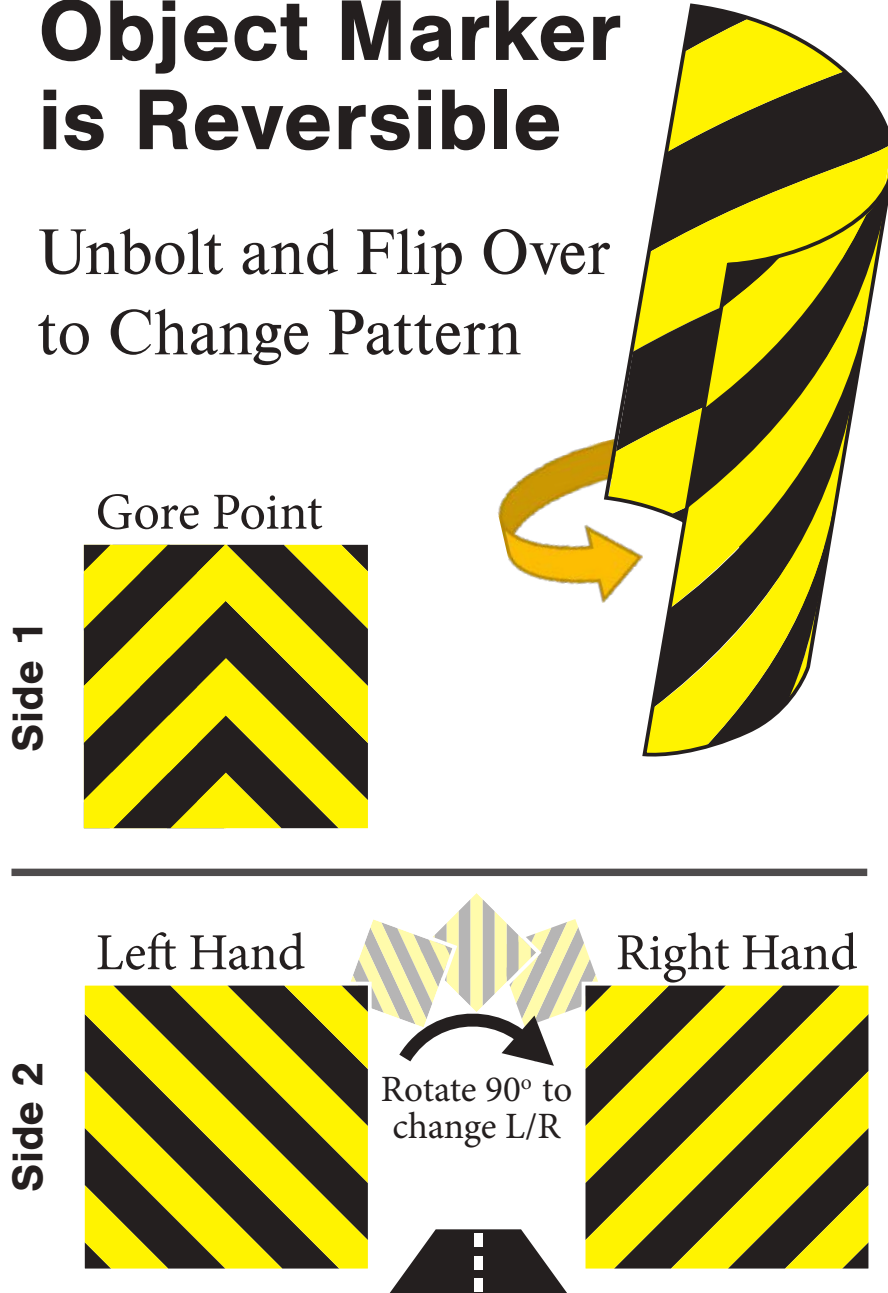 Object Marker
is Reversible
Unbolt and Flip Over
to Change Pattern
Gore Point
Side 1
Left Hand
Right Hand
Rotate 90º to
change L/R
Side 2